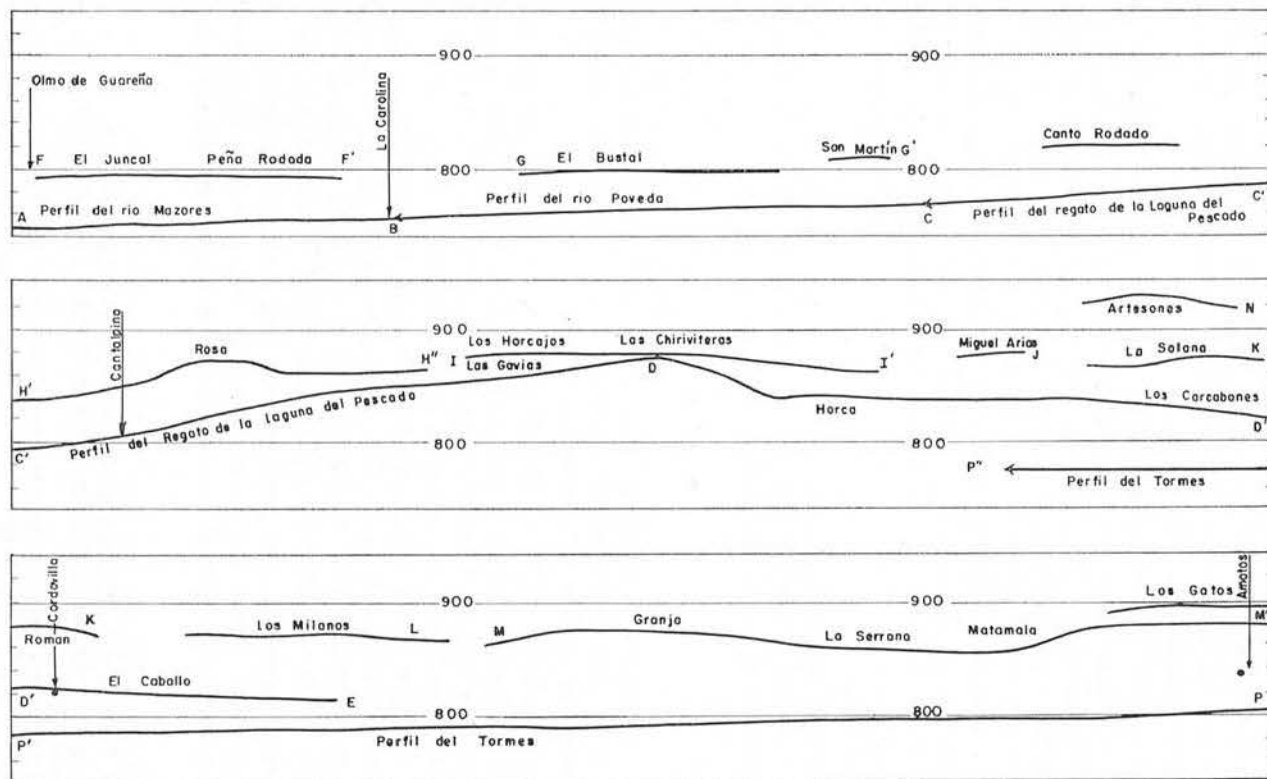 900
900
Olmo de Guareña
La Carolina
F El Juncal Peña Rodada F'
G El Bustal
San Martín G'
Canto Rodado
800
800
A Perfil del rio Mazores
B
Perfil del rio Poveda
C
Perfil del regato de la Laguna del
Pescado
C'
Cantalpino
900
900
Artesones N
Rosa
H''
I
Los Horcajos Las Chiriviteras
Las Gavias
D
I'
Miguel Arias
J
La Solana K
H'
Horca
Los Carcabones
C'
Perfil del Regato de la Laguna del Pescado
800
800
D'
P''
Perfil del Tormes
Cordovilla
900
900
Los Gatos
Amatos
K
Roman
Los Milanos L
M
Granja
La Serrana
Matamala
M'
D'
El Caballo
E
800
800
P
P'
Perfil del Tormes